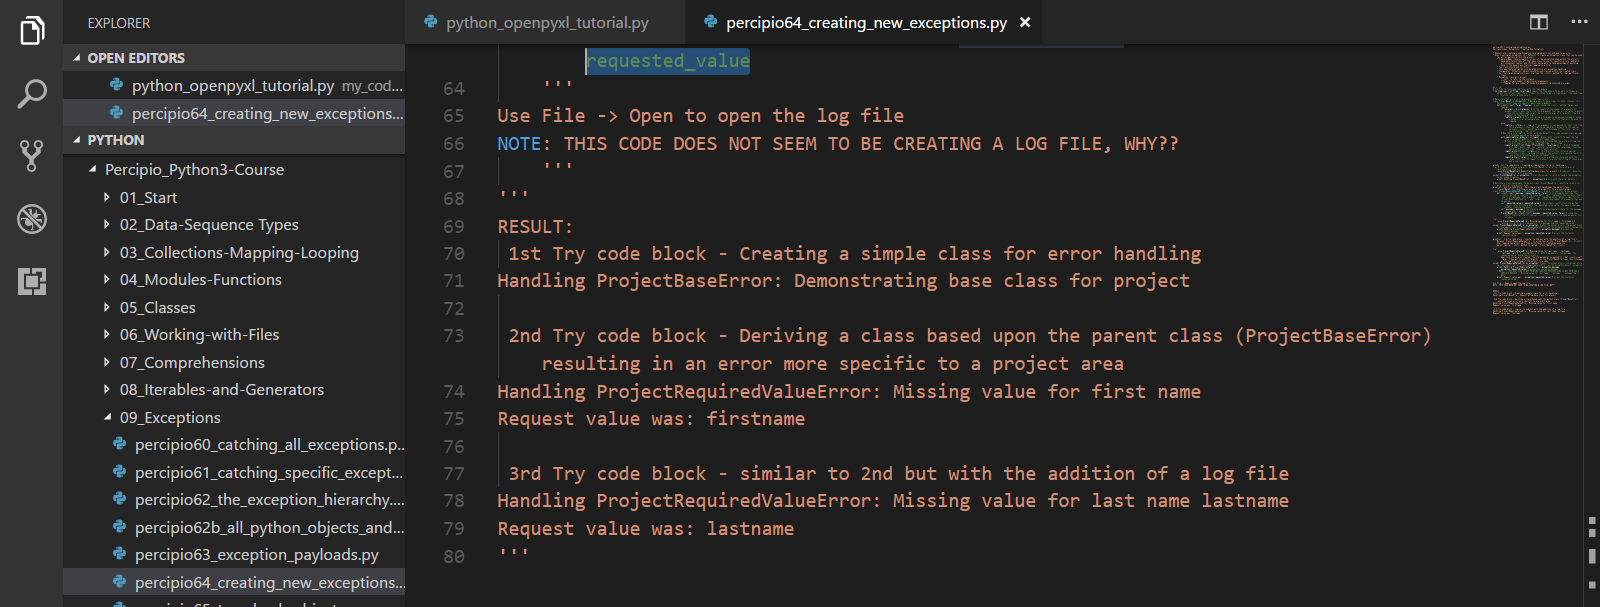 EXPLORER
OPEN EDITORS
python_openpyxl_tutorial.py my_cod...
percipio64_creating_new_exceptions...
PYTHON
Percipio_Python3-Course
01_Start
02_Data-Sequence Types
03_Collections-Mapping-Looping
04_Modules-Functions
05_Classes
06_Working-with-Files
07_Comprehensions
08_Iterables-and-Generators
09_Exceptions
percipio60_catching_all_exceptions.p...
percipio61_catching_specific_except...
percipio62_the_exception_hierarchy....
percipio62b_all_python_objects_and...
percipio63_exception_payloads.py
percipio64_creating_new_exceptions...
python_openpyxl_tutorial.py
percipio64_creating_new_exceptions.py
requested_value
64 '''
65 Use File -> Open to open the log file
66 NOTE: THIS CODE DOES NOT SEEM TO BE CREATING A LOG FILE, WHY??
67 '''
68 '''
69 RESULT:
70 1st Try code block - Creating a simple class for error handling
71 Handling ProjectBaseError: Demonstrating base class for project
72
73 2nd Try code block - Deriving a class based upon the parent class (ProjectBaseError)
resulting in an error more specific to a project area
74 Handling ProjectRequiredValueError: Missing value for first name
75 Request value was: firstname
76
77 3rd Try code block - similar to 2nd but with the addition of a log file
78 Handling ProjectRequiredValueError: Missing value for last name lastname
79 Request value was: lastname
80 '''